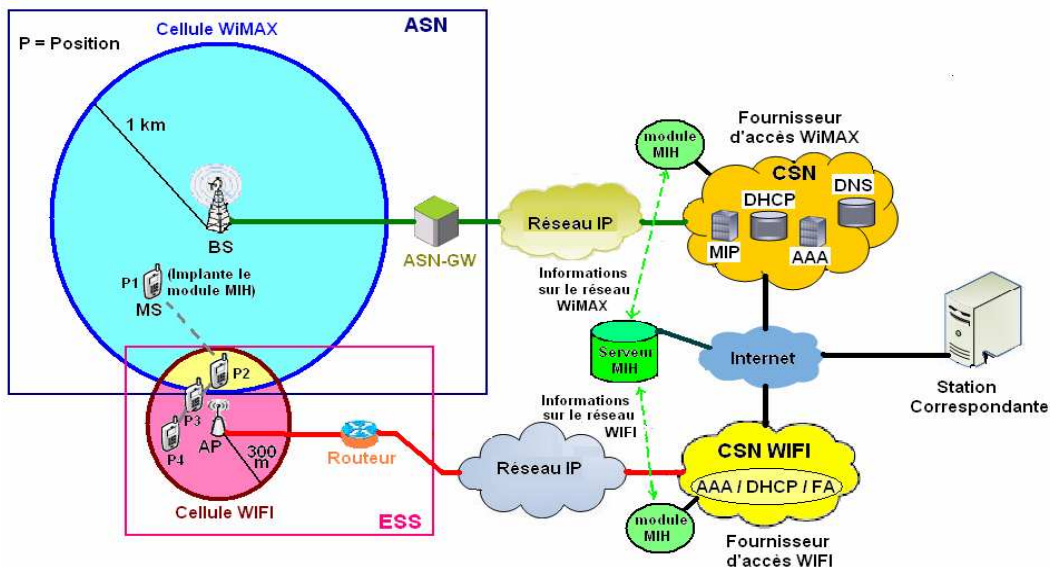 Cellule WiMAX
ASN
P = Position
1 km
BS
ASN-GW
P1
(Implante le
module MIH)
MS
P2
P3
P4
AP
300
m
Cellule WIFI
ESS
Routeur
Réseau IP
Réseau IP
module
MIH
Fournisseur
d'accès WiMAX
CSN
DHCP
DNS
MIP
AAA
Informations
sur le réseau
WiMAX
Serveur
MIH
Internet
Station
Correspondante
Informations
sur le réseau
WIFI
CSN WIFI
AAA / DHCP / FA
module
MIH
Fournisseur
d'accès WIFI